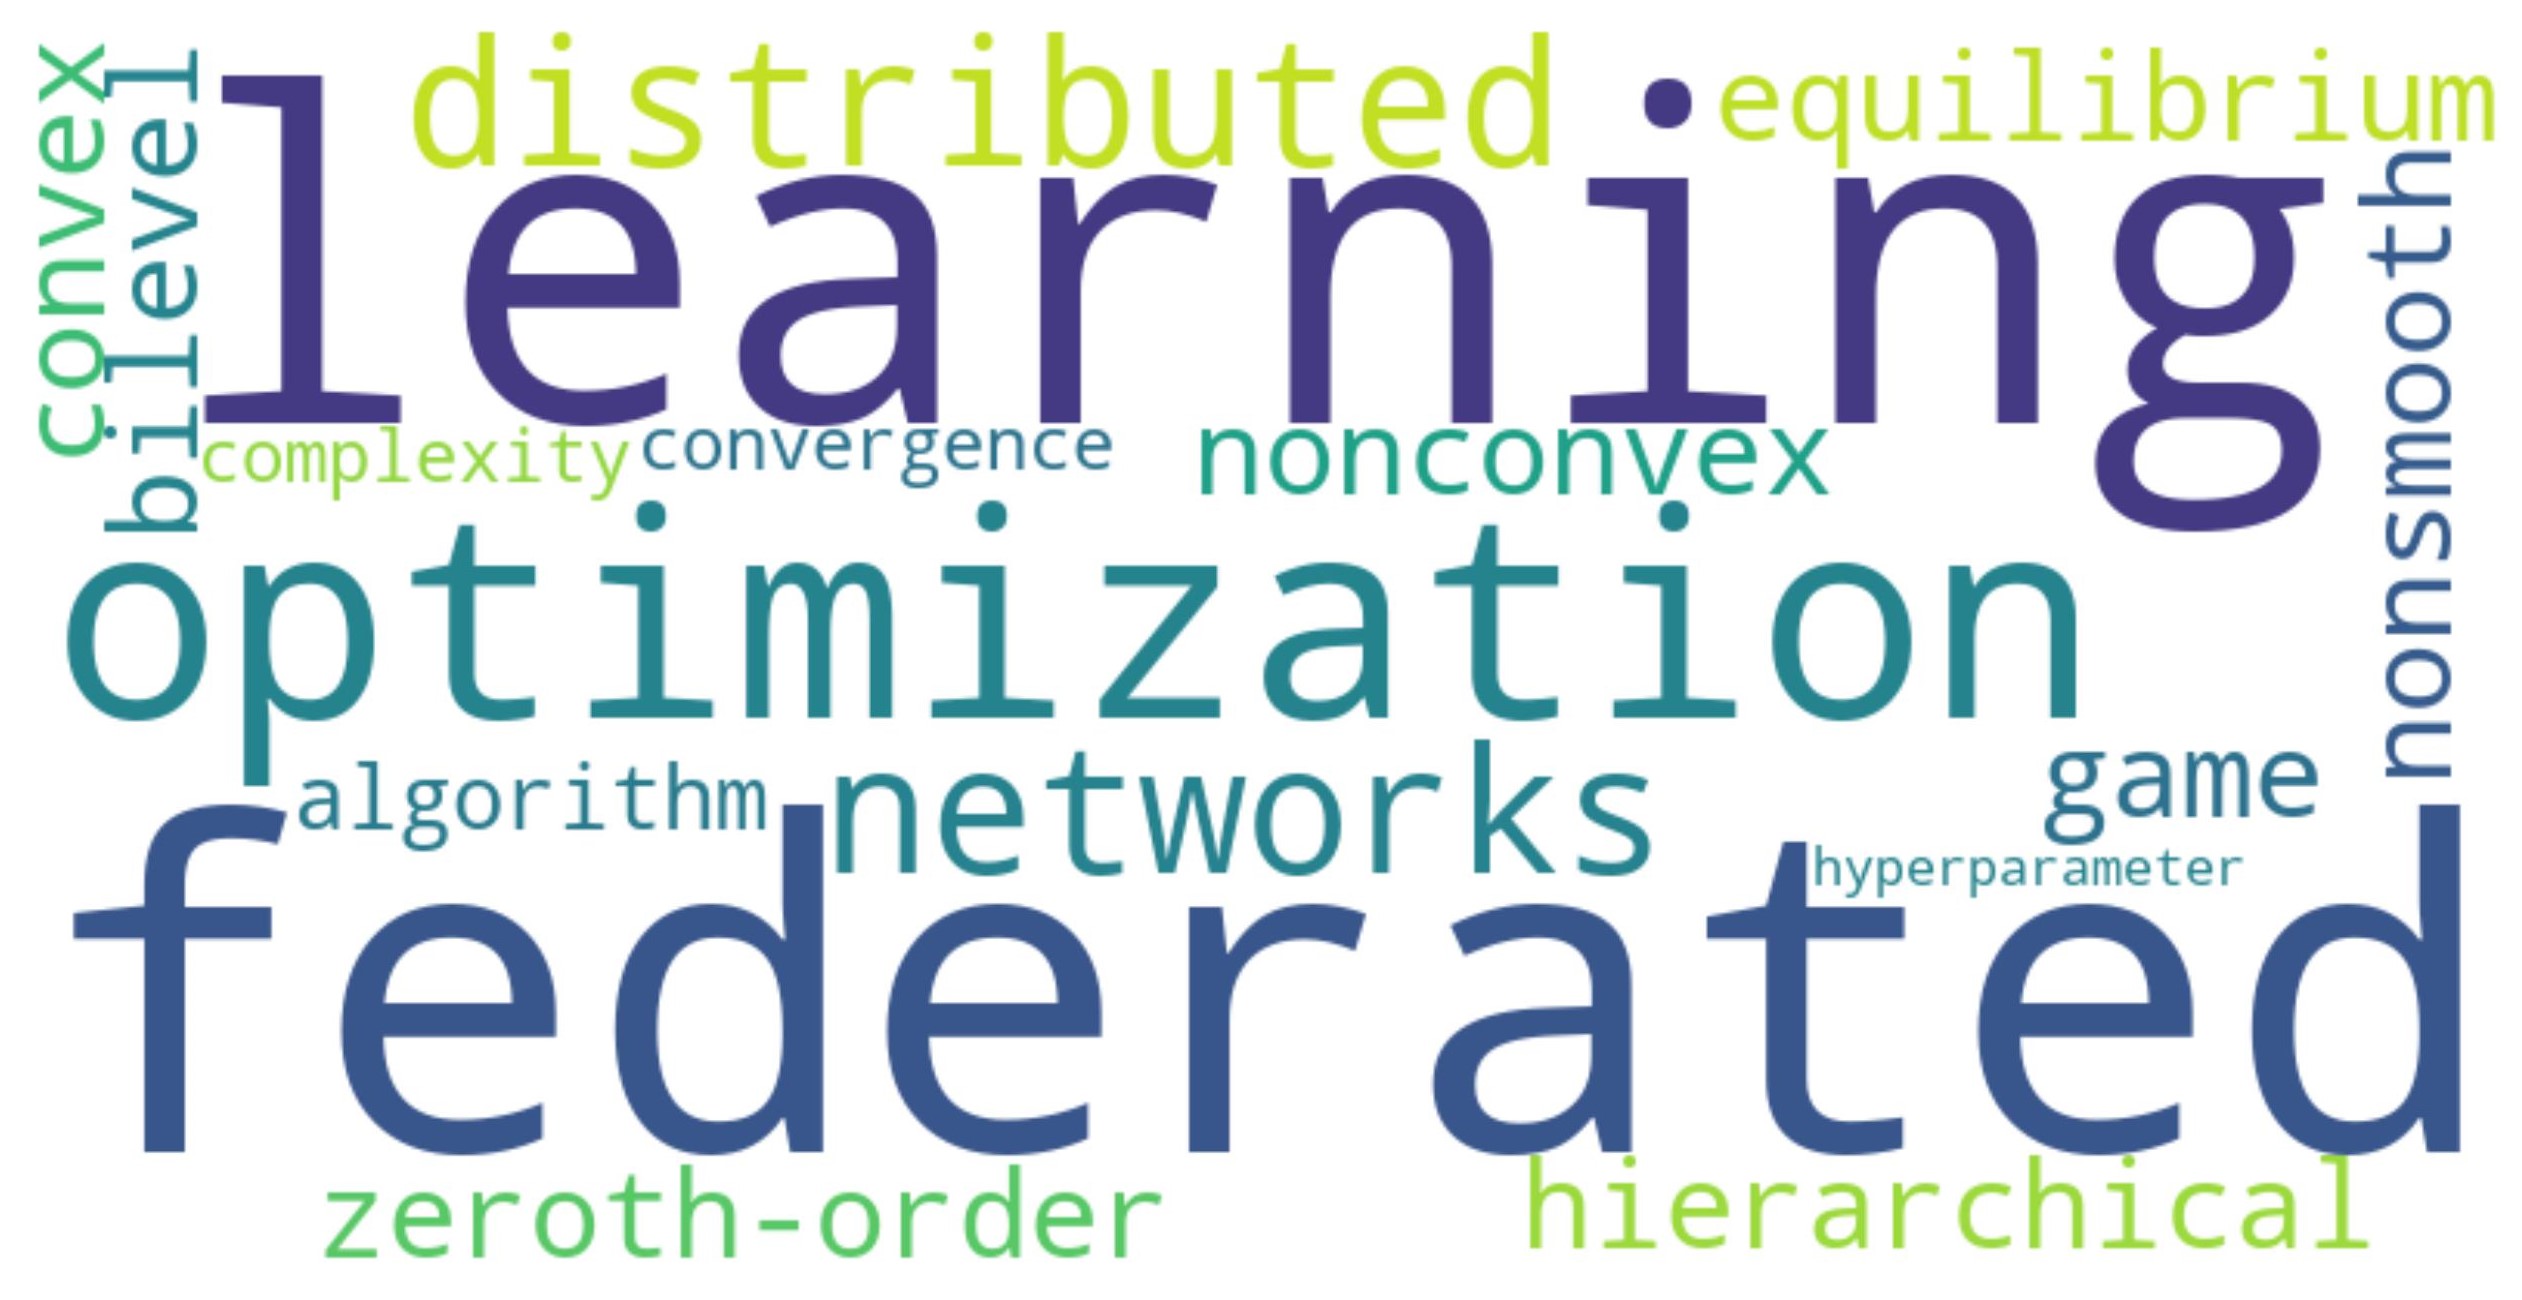 convex
bilevel
distributed
equilibrium
learning
nonsmooth
complexity
convergence
nonconvex
optimization
algorithm
networks
game
hyperparameter
federated
zeroth-order
hierarchical